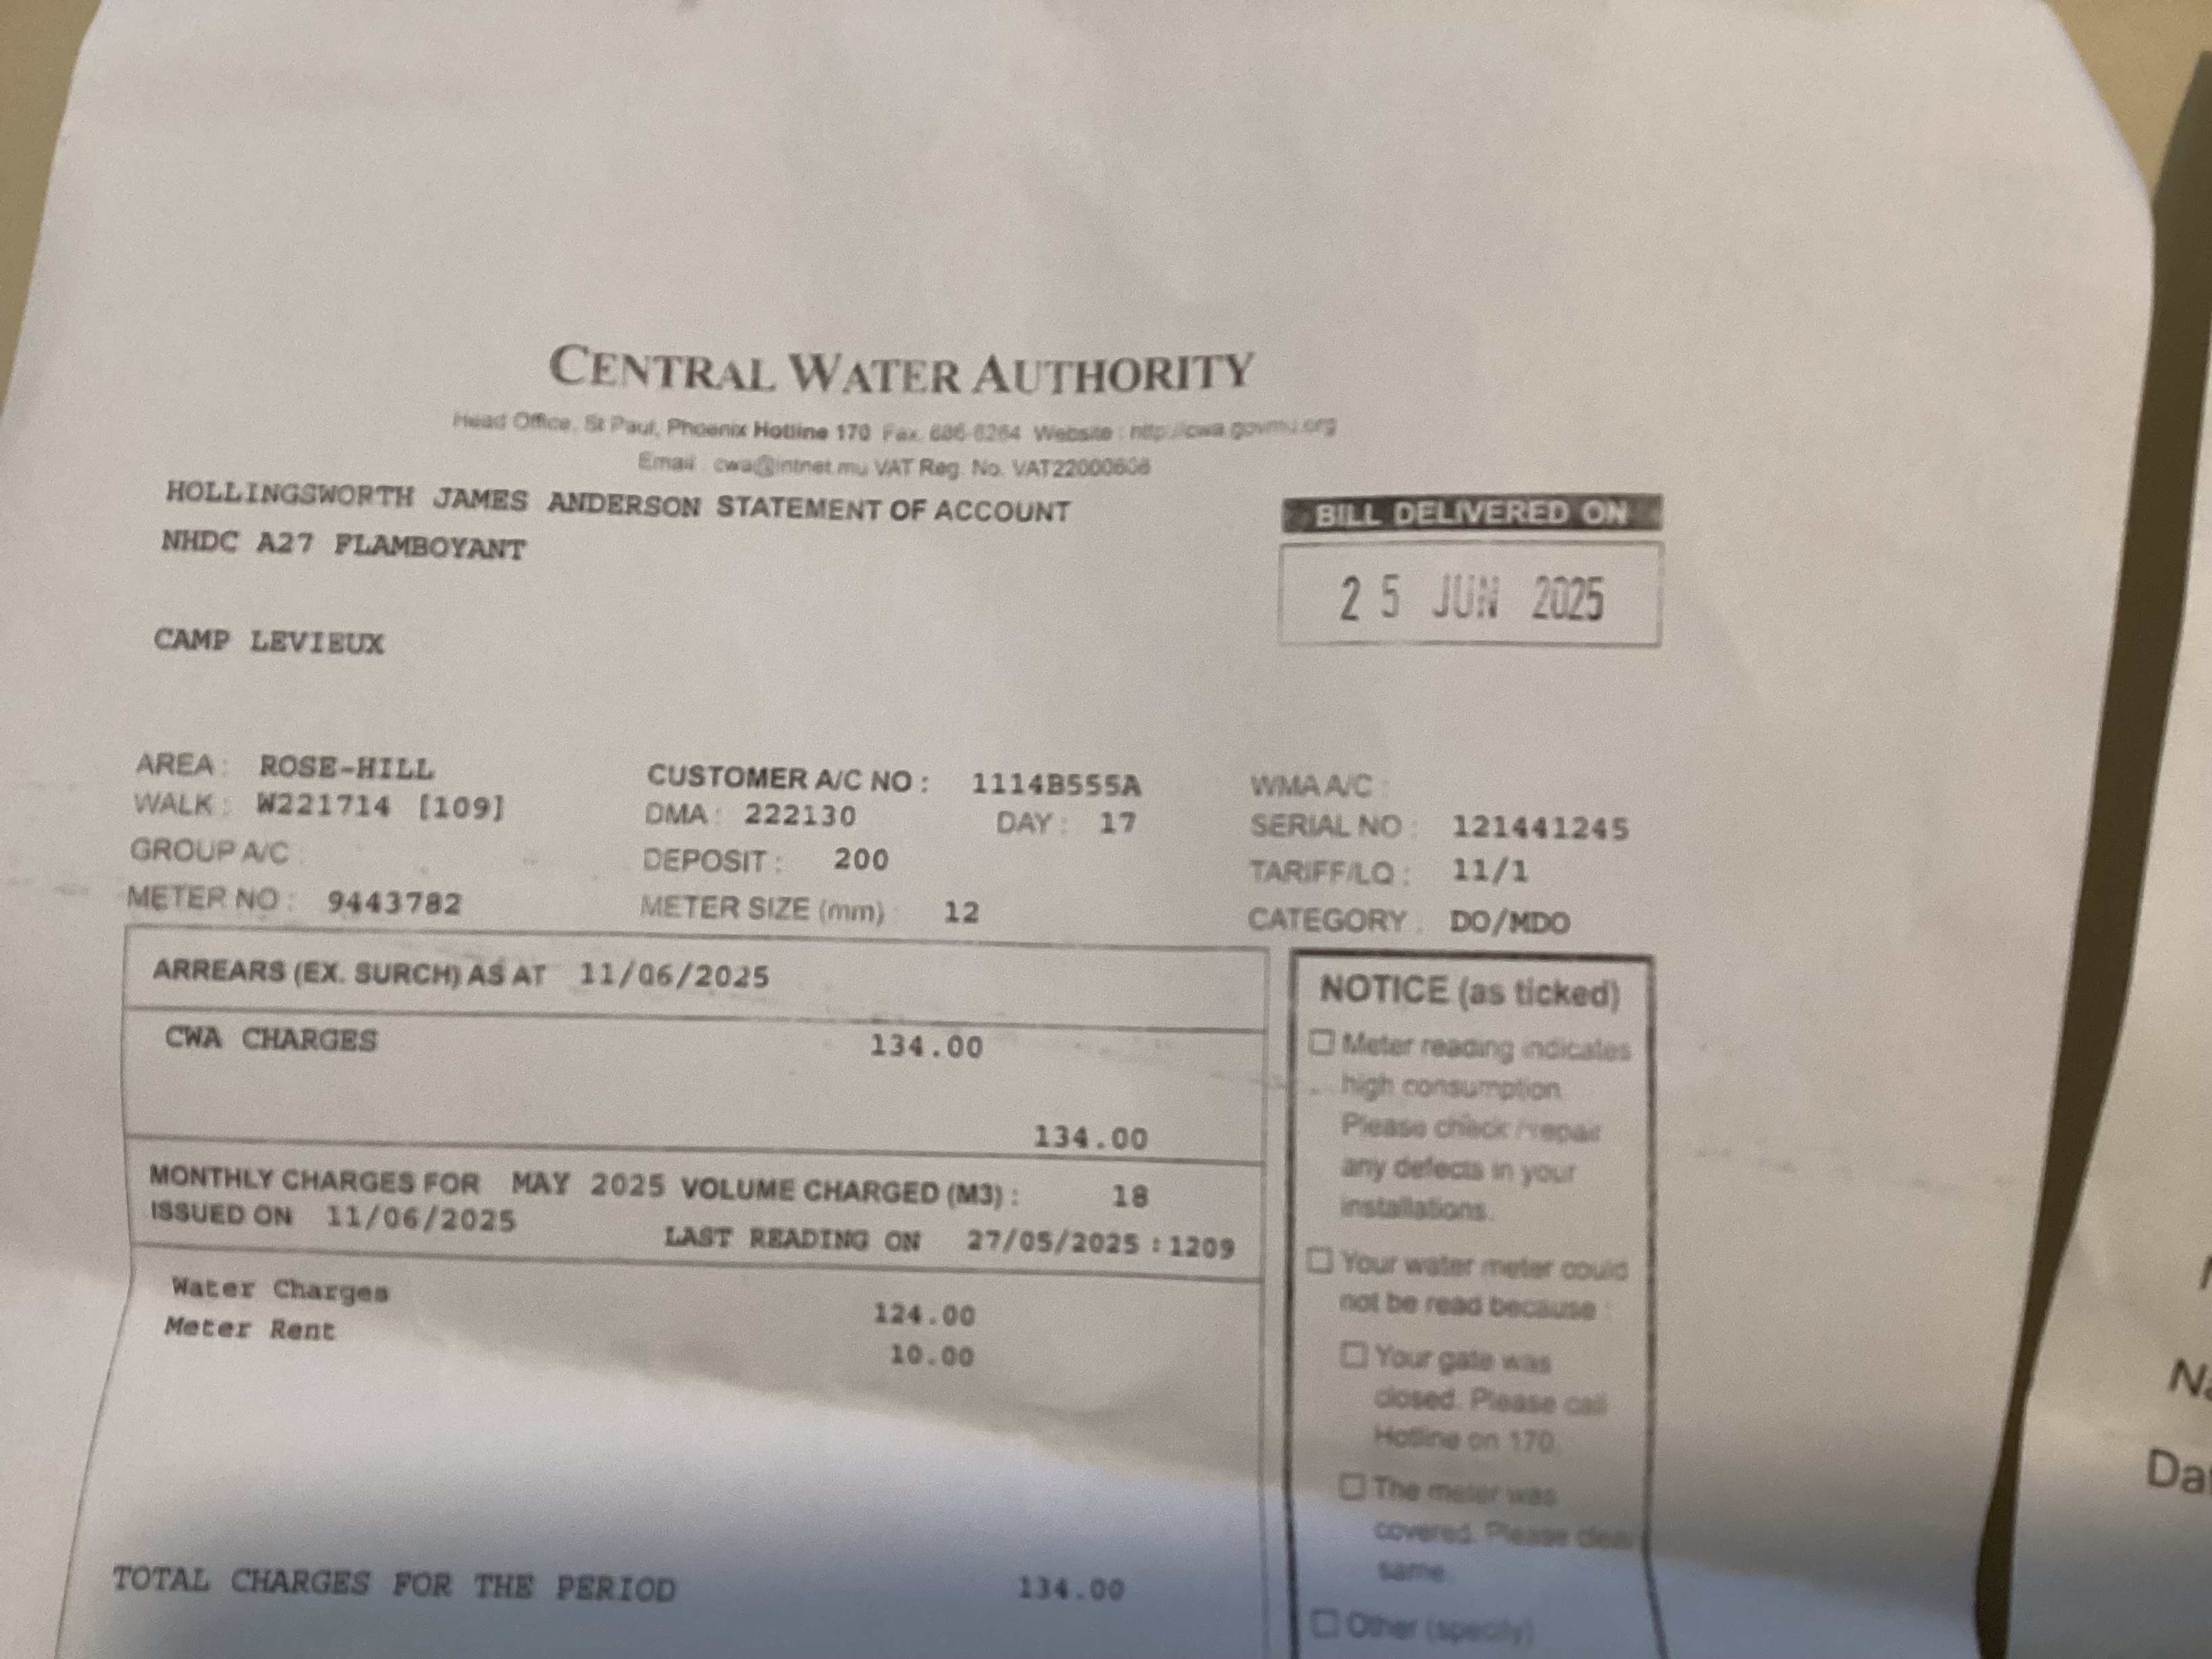 CENTRAL WATER AUTHORITY
Head Office, St Paul, Phoenix Hotline 170 Fax. 686-6264 Website : http://cwa.govmu.org
Email : cwa@intnet.mu VAT Reg. No. VAT22000608
HOLLINGSWORTH JAMES ANDERSON STATEMENT OF ACCOUNT
NHDC A27 FLAMBOYANT
CAMP LEVIEUX
BILL DELIVERED ON
25 JUN 2025
AREA : ROSE-HILL CUSTOMER A/C NO : 1114B555A WMA A/C :
WALK : W221714 [109] DMA : 222130 DAY : 17 SERIAL NO : 121441245
GROUP A/C : DEPOSIT : 200 TARIFF/LQ : 11/1
METER NO : 9443782 METER SIZE (mm) : 12 CATEGORY : DO/MDO
ARREARS (EX. SURCH) AS AT 11/06/2025
CWA CHARGES 134.00
134.00
MONTHLY CHARGES FOR MAY 2025 VOLUME CHARGED (M3) : 18
ISSUED ON 11/06/2025 LAST READING ON 27/05/2025 :1209
Water Charges 124.00
Meter Rent 10.00
TOTAL CHARGES FOR THE PERIOD 134.00
NOTICE (as ticked)
Meter reading indicates
high consumption.
Please check / repair
any defects in your
installations.
Your water meter could
not be read because :
Your gate was
closed. Please call
Hotline on 170.
The meter was
covered. Please clear
same.
Other (specify)